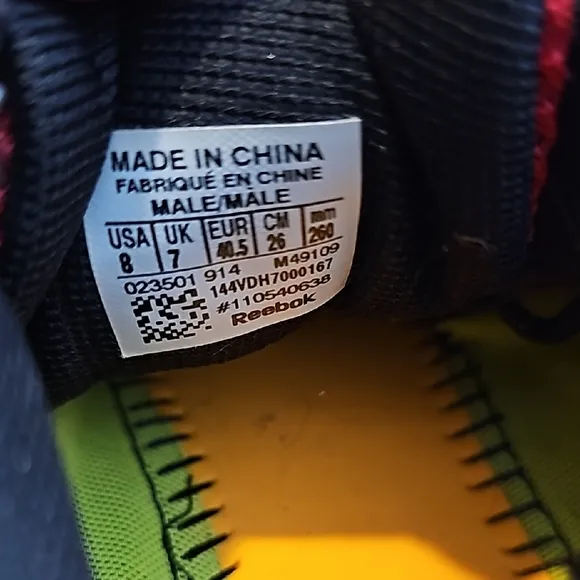 MADE IN CHINA
FABRIQUÉ EN CHINE
MALE/MALE
USA UK EUR CM mm
8 7 40.5 26 260
023501 914 M49109
144VDH7000167
#110540638
Reebok